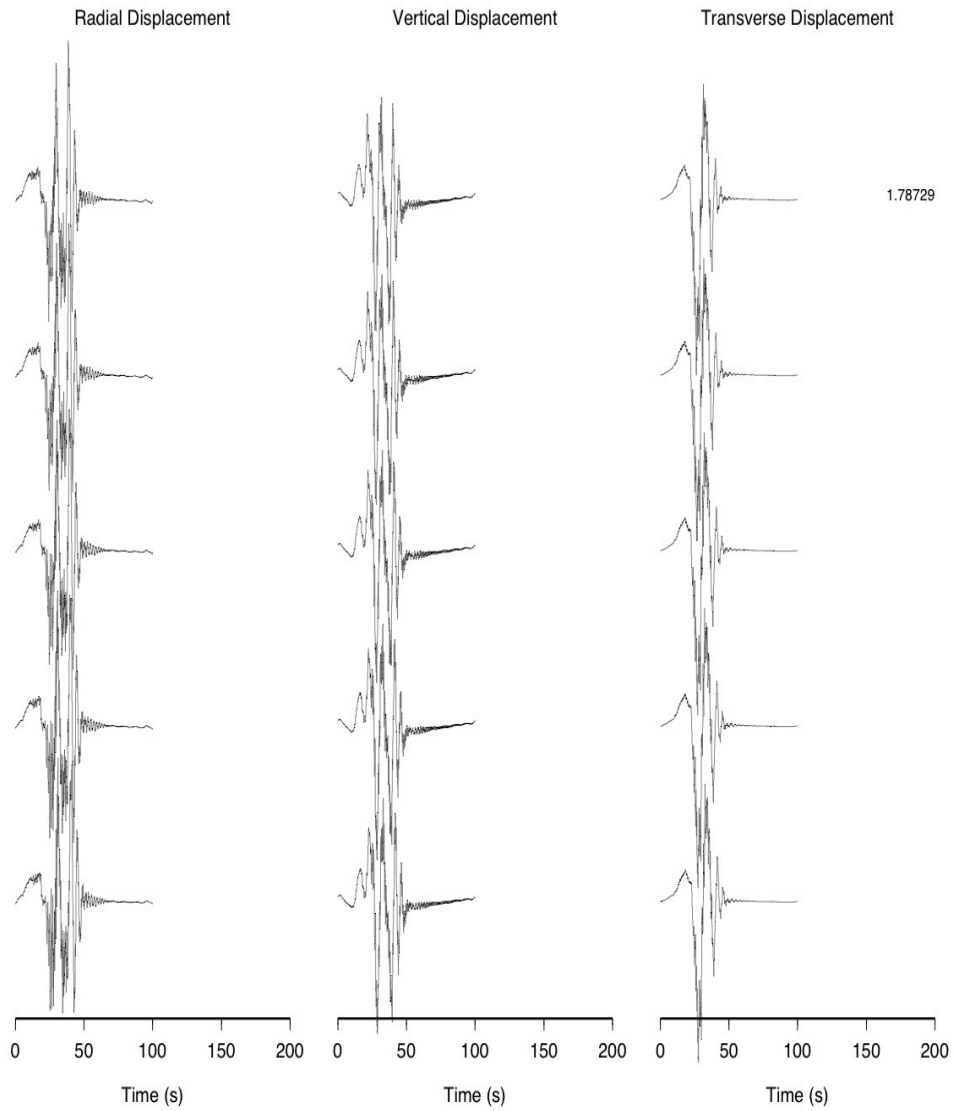 Radial Displacement Vertical Displacement Transverse Displacement
1.78729
0 50 100 150 200 0 50 100 150 200 0 50 100 150 200
Time (s) Time (s) Time (s)